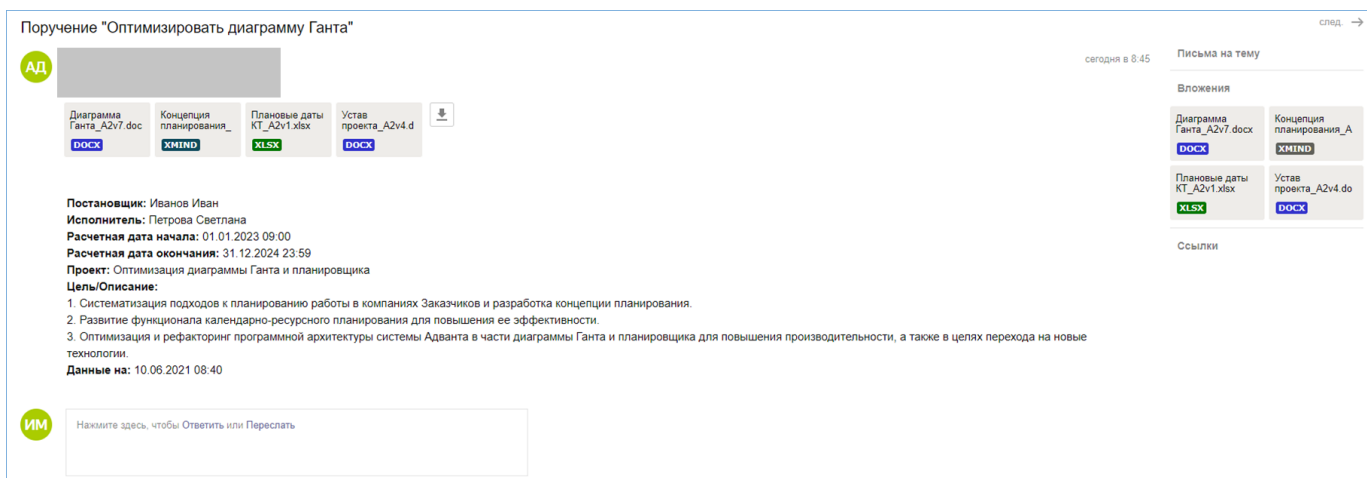 Поручение "Оптимизировать диаграмму Ганта"
след. →
АД
сегодня в 8:45
Диаграмма
Ганта_A2v7.doc
DOCX
Концепция
планирования_
XMIND
Плановые даты
КТ_A2v1.xlsx
XLSX
Устав
проекта_A2v4.d
DOCX
Постановщик: Иванов Иван
Исполнитель: Петрова Светлана
Расчетная дата начала: 01.01.2023 09:00
Расчетная дата окончания: 31.12.2024 23:59
Проект: Оптимизация диаграммы Ганта и планировщика
Цель/Описание:
1. Систематизация подходов к планированию работы в компаниях Заказчиков и разработка концепции планирования.
2. Развитие функционала календарно-ресурсного планирования для повышения ее эффективности.
3. Оптимизация и рефакторинг программной архитектуры системы Адванта в части диаграммы Ганта и планировщика для повышения производительности, а также в целях перехода на новые
технологии.
Данные на: 10.06.2021 08:40
ИМ
Нажмите здесь, чтобы Ответить или Переслать
Письма на тему
Вложения
Диаграмма
Ганта_A2v7.docx
DOCX
Концепция
планирования_A
XMIND
Плановые даты
КТ_A2v1.xlsx
XLSX
Устав
проекта_A2v4.do
DOCX
Ссылки